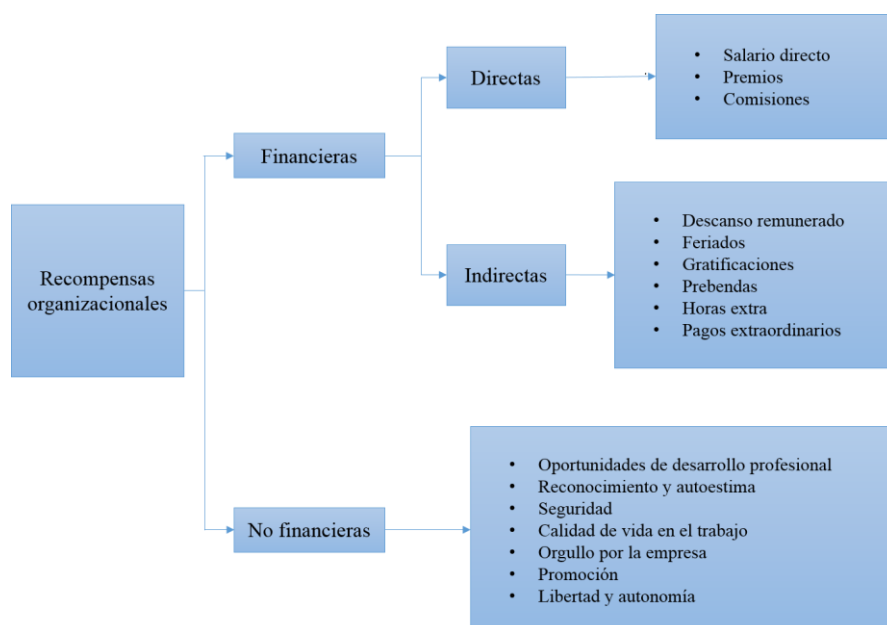 Recompensas
organizacionales
Financieras
Directas
• Salario directo
• Premios
• Comisiones
Indirectas
• Descanso remunerado
• Feriados
• Gratificaciones
• Prebendas
• Horas extra
• Pagos extraordinarios
No financieras
• Oportunidades de desarrollo profesional
• Reconocimiento y autoestima
• Seguridad
• Calidad de vida en el trabajo
• Orgullo por la empresa
• Promoción
• Libertad y autonomía